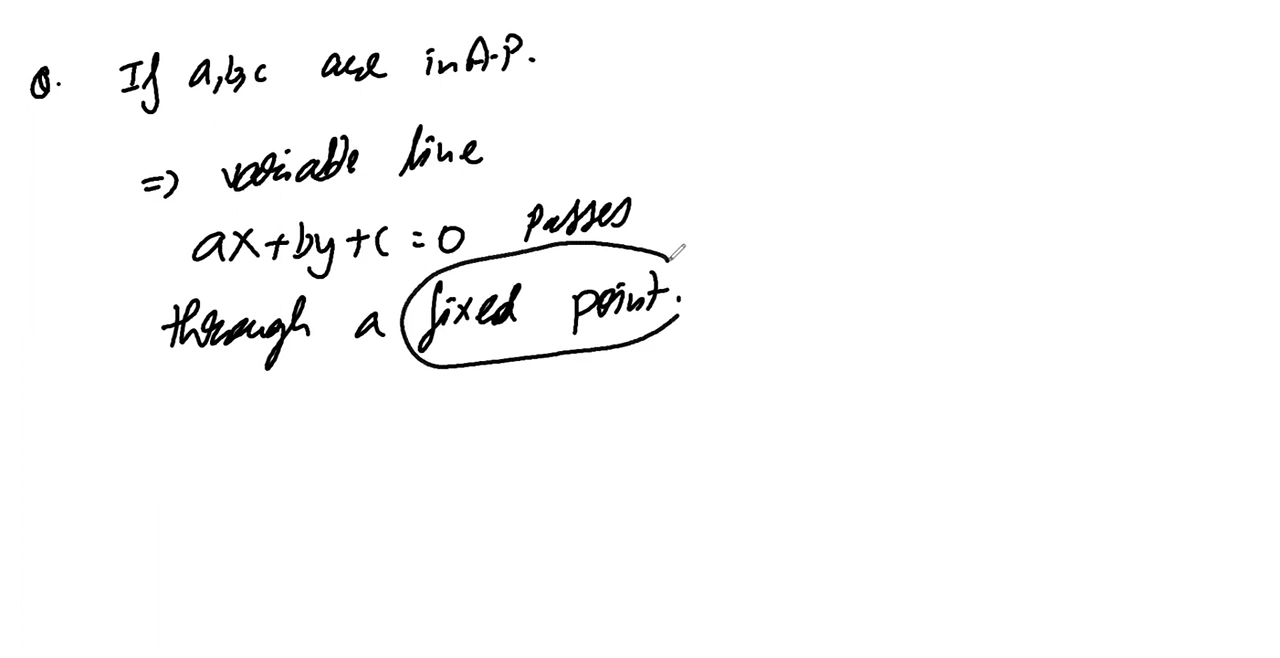 Q. If a,b,c are in A.P.
=> variable line
ax+by+c=0 passes
through a fixed point.